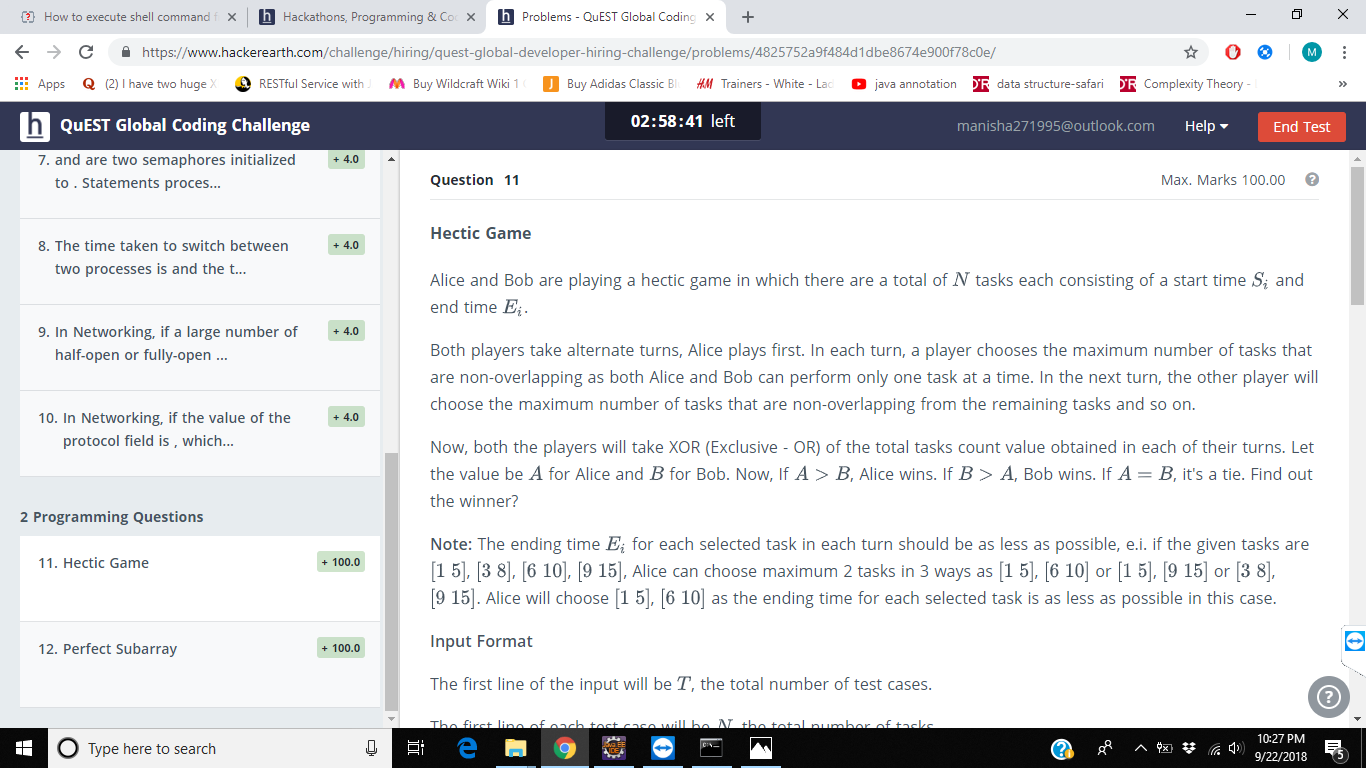 How to execute shell command f
Hackathons, Programming & Co
Problems - QuEST Global Coding
https://www.hackerearth.com/challenge/hiring/quest-global-developer-hiring-challenge/problems/4825752a9f484d1dbe8674e900f78c0e/
M
Apps
(2) I have two huge
RESTful Service with
Buy Wildcraft Wiki 1
Buy Adidas Classic Bl
Trainers - White - Lad
java annotation
data structure-safari
Complexity Theory -
h QuEST Global Coding Challenge
02:58:41 left
manisha271995@outlook.com
Help
End Test
7. and are two semaphores initialized
to . Statements proces...
+ 4.0
8. The time taken to switch between
two processes is and the t...
+ 4.0
9. In Networking, if a large number of
half-open or fully-open ...
+ 4.0
10. In Networking, if the value of the
protocol field is , which...
+ 4.0
2 Programming Questions
11. Hectic Game
+ 100.0
12. Perfect Subarray
+ 100.0
Question 11
Max. Marks 100.00
Hectic Game
Alice and Bob are playing a hectic game in which there are a total of N tasks each consisting of a start time Si and
end time Ei.
Both players take alternate turns, Alice plays first. In each turn, a player chooses the maximum number of tasks that
are non-overlapping as both Alice and Bob can perform only one task at a time. In the next turn, the other player will
choose the maximum number of tasks that are non-overlapping from the remaining tasks and so on.
Now, both the players will take XOR (Exclusive - OR) of the total tasks count value obtained in each of their turns. Let
the value be A for Alice and B for Bob. Now, If A > B, Alice wins. If B > A, Bob wins. If A = B, it's a tie. Find out
the winner?
Note: The ending time Ei for each selected task in each turn should be as less as possible, e.i. if the given tasks are
[1 5], [3 8], [6 10], [9 15], Alice can choose maximum 2 tasks in 3 ways as [1 5], [6 10] or [1 5], [9 15] or [3 8],
[9 15]. Alice will choose [1 5], [6 10] as the ending time for each selected task is as less as possible in this case.
Input Format
The first line of the input will be T, the total number of test cases.
The first line of each test case will be N, the total number of tasks.
Type here to search
10:27 PM
9/22/2018
5